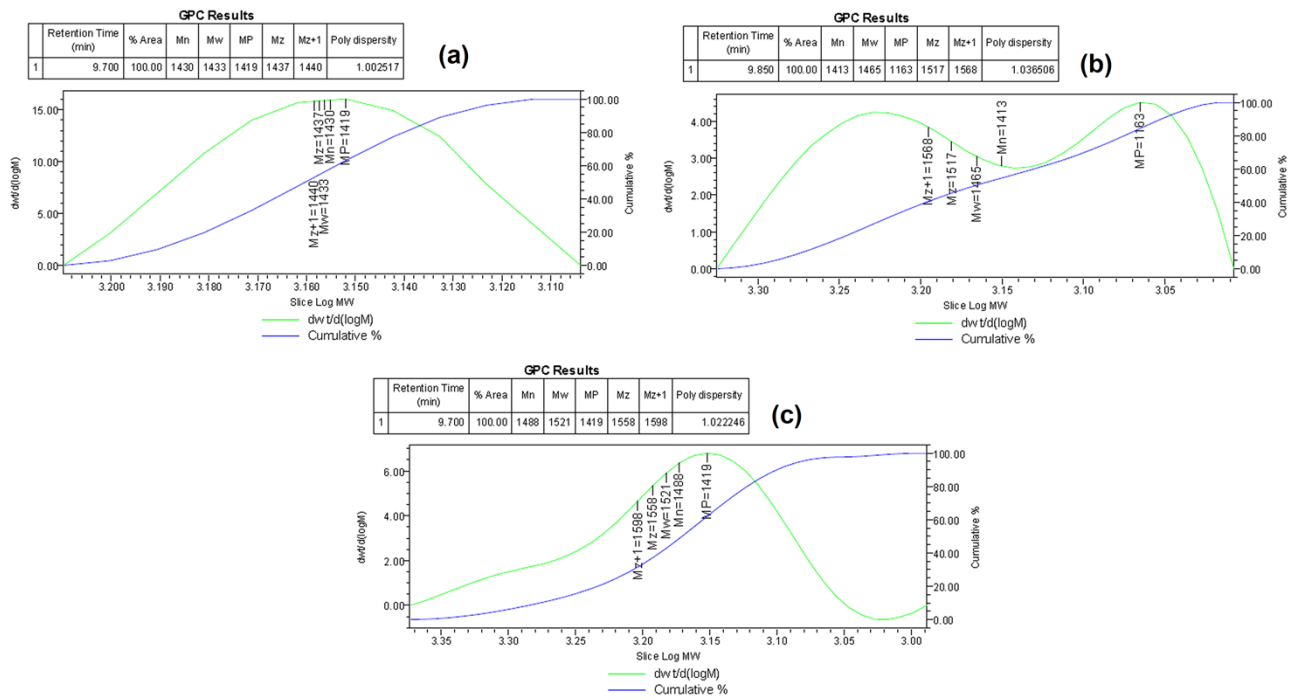 GPC Results
Retention Time (min) % Area Mn Mw MP Mz Mz+1 Poly dispersity
1 9.700 100.00 1430 1433 1419 1437 1440 1.002517
(a)
15.00
10.00
5.00
0.00
dwt/d(logM)
Mz+1=1440
Mz=1437
Mw=1433
Mn=1430
MP=1419
100.00
80.00
60.00
40.00
20.00
0.00
Cumulative %
3.200 3.190 3.180 3.170 3.160 3.150 3.140 3.130 3.120 3.110
Slice Log MW
dwt/d(logM)
Cumulative %
GPC Results
Retention Time (min) % Area Mn Mw MP Mz Mz+1 Poly dispersity
1 9.850 100.00 1413 1465 1163 1517 1568 1.036506
(b)
4.00
3.00
2.00
1.00
0.00
dwt/d(logM)
Mz+1=1568
Mz=1517
Mw=1465
Mn=1413
MP=1163
100.00
80.00
60.00
40.00
20.00
0.00
Cumulative %
3.30 3.25 3.20 3.15 3.10 3.05
Slice Log MW
dwt/d(logM)
Cumulative %
GPC Results
Retention Time (min) % Area Mn Mw MP Mz Mz+1 Poly dispersity
1 9.700 100.00 1488 1521 1419 1558 1598 1.022246
(c)
6.00
4.00
2.00
0.00
dwt/d(logM)
Mz+1=1598
Mz=1558
Mw=1521
Mn=1488
MP=1419
100.00
80.00
60.00
40.00
20.00
0.00
Cumulative %
3.35 3.30 3.25 3.20 3.15 3.10 3.05 3.00
Slice Log MW
dwt/d(logM)
Cumulative %